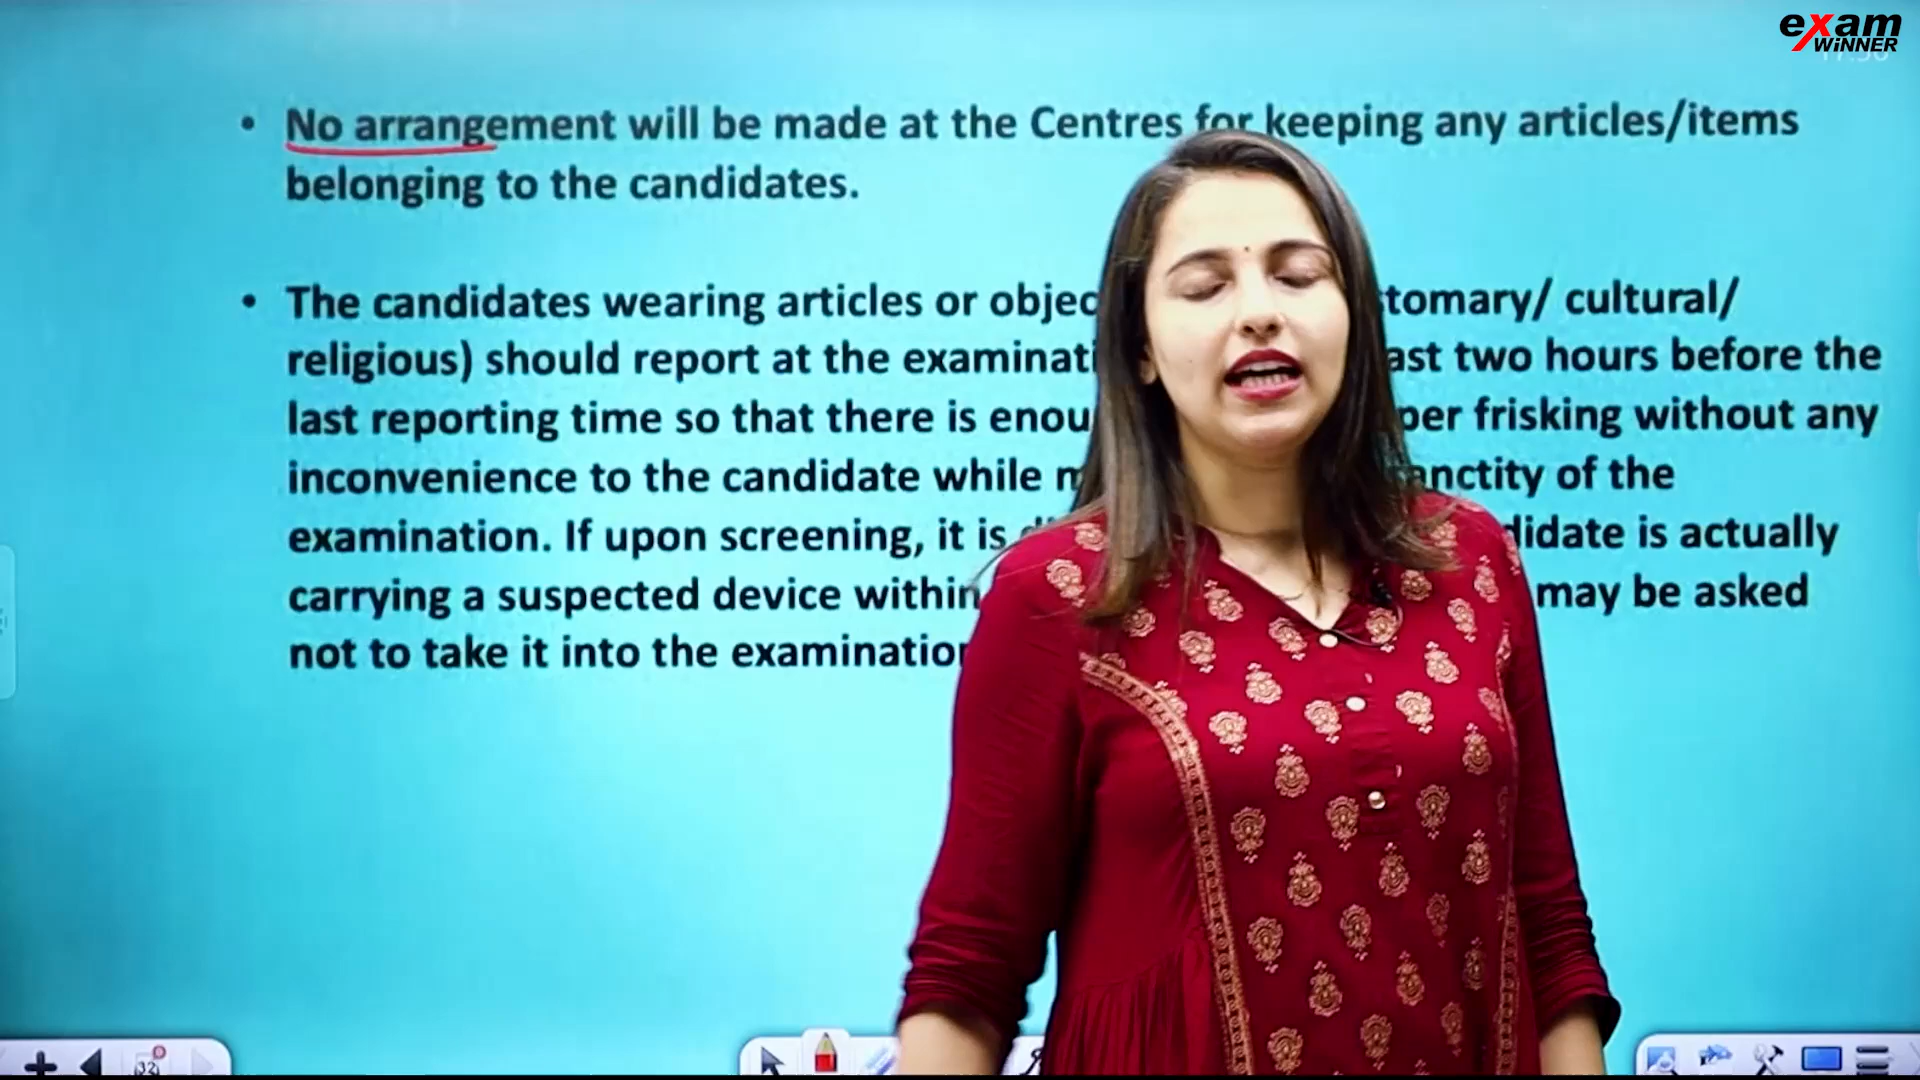 exam
WiNNER
No arrangement will be made at the Centres for keeping any articles/items
belonging to the candidates.
The candidates wearing articles or objec tomary/ cultural/
religious) should report at the examinati ast two hours before the
last reporting time so that there is enou per frisking without any
inconvenience to the candidate while m anctity of the
examination. If upon screening, it is didate is actually
carrying a suspected device within may be asked
not to take it into the examination
32